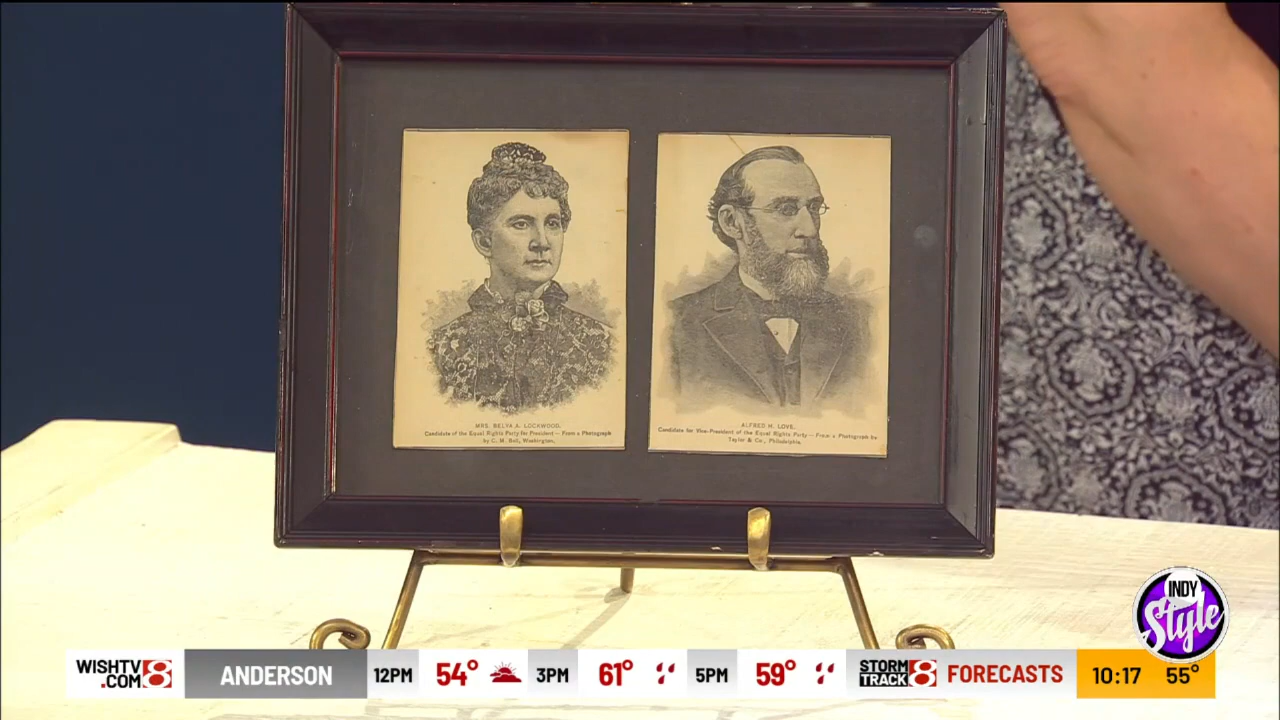 MRS. BELVA A. LOCKWOOD,
Candidate of the Equal Rights Party for President — From a Photograph
by C. M. Bell, Washington,
ALFRED H. LOVE,
Candidate for Vice-President of the Equal Rights Party — From a Photograph by
Taylor & Co., Philadelphia.
INDY
Style
WISHTV 8
.COM
ANDERSON
12PM 54° 3PM 61° 5PM 59°
STORM
TRACK 8
FORECASTS
10:17 55°